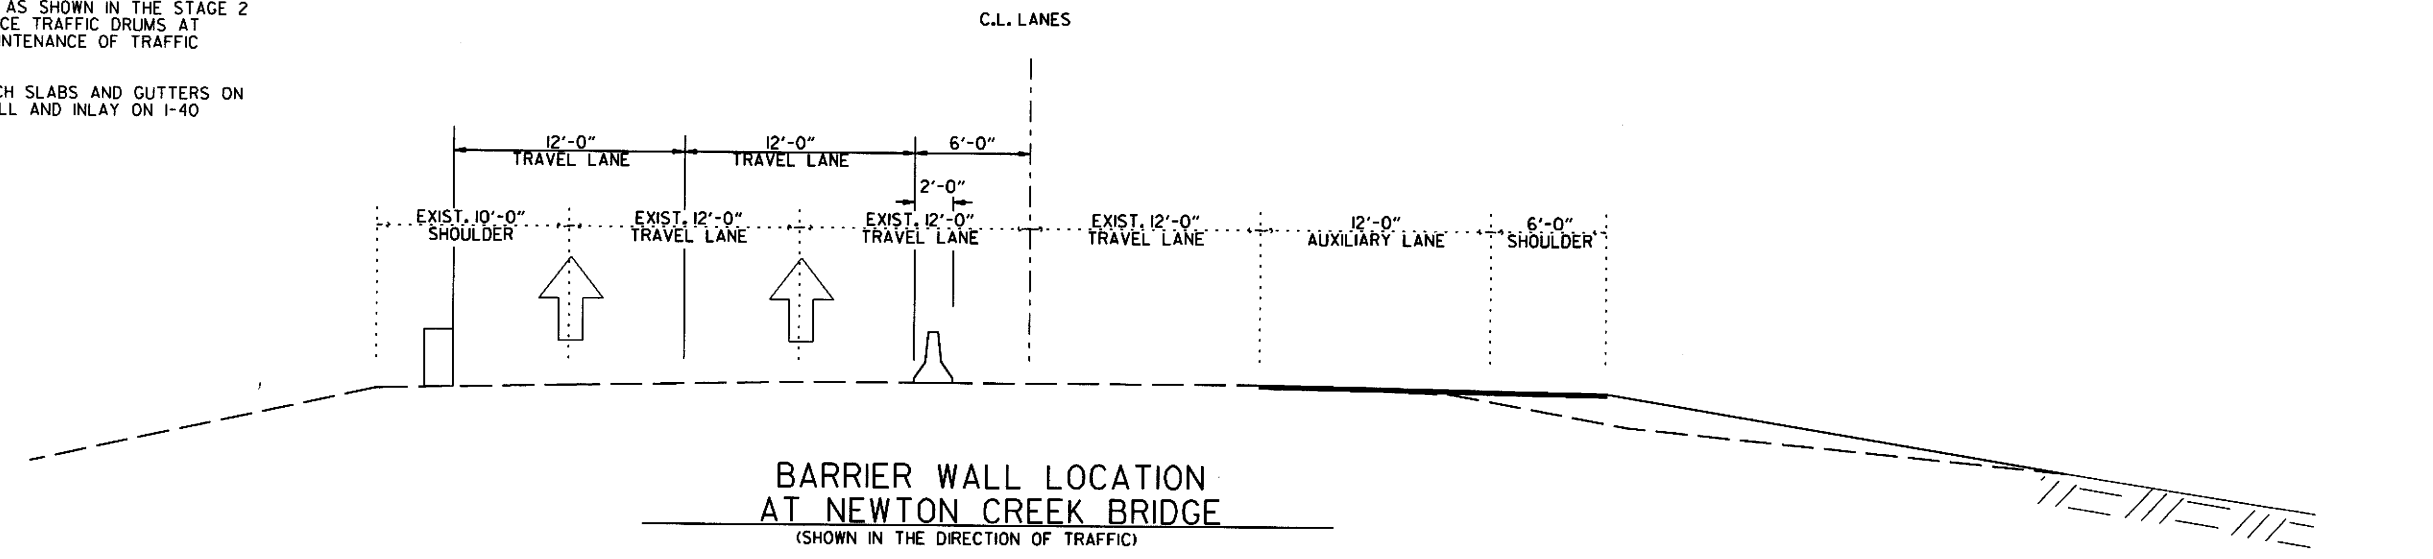 AS SHOWN IN THE STAGE 2
CE TRAFFIC DRUMS AT
NTENANCE OF TRAFFIC
CH SLABS AND GUTTERS ON
LL AND INLAY ON I-40
C.L. LANES
12'-0" 12'-0" 6'-0"
TRAVEL LANE TRAVEL LANE
2'-0"
EXIST. 10'-0" EXIST. 12'-0" EXIST. 12'-0" EXIST. 12'-0" 12'-0" 6'-0"
SHOULDER TRAVEL LANE TRAVEL LANE TRAVEL LANE AUXILIARY LANE SHOULDER
BARRIER WALL LOCATION
AT NEWTON CREEK BRIDGE
(SHOWN IN THE DIRECTION OF TRAFFIC)